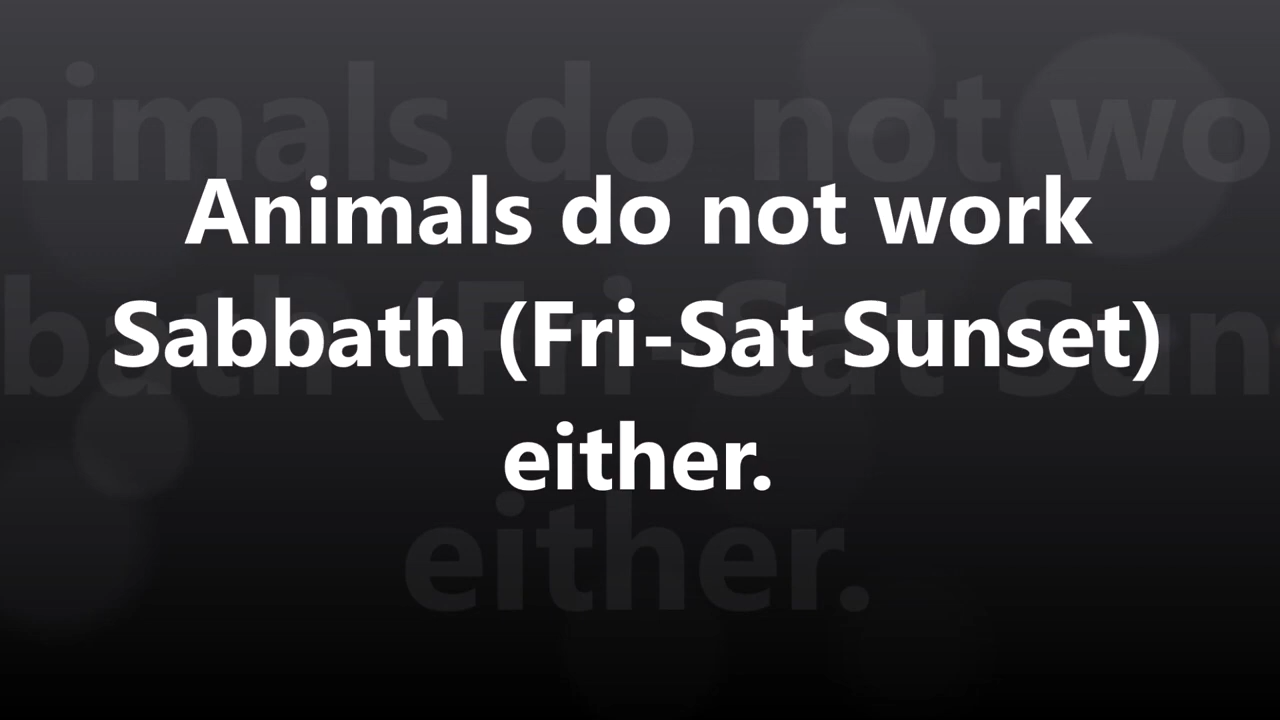 Animals do not work
Sabbath (Fri-Sat Sunset)
either.